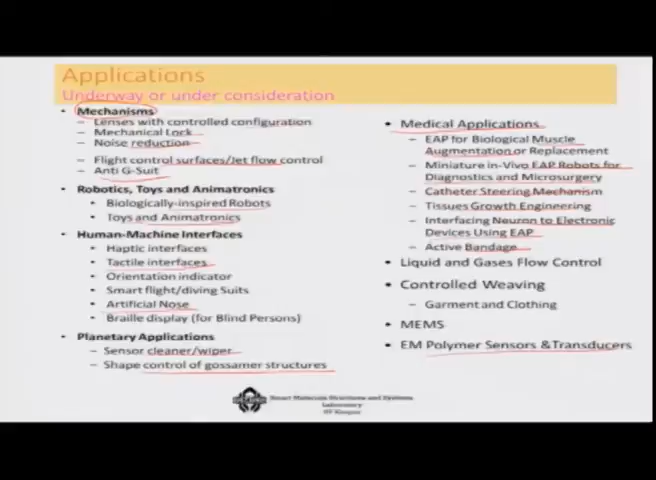 Applications
Underway or under consideration
• Mechanisms
– Lenses with controlled configuration
– Mechanical Lock
– Noise reduction
– Flight control surfaces/Jet flow control
– Anti G-Suit
• Robotics, Toys and Animatronics
• Biologically-inspired Robots
• Toys and Animatronics
• Human-Machine Interfaces
• Haptic interfaces
• Tactile interfaces
• Orientation indicator
• Smart flight/diving Suits
• Artificial Nose
• Braille display (for Blind Persons)
• Planetary Applications
– Sensor cleaner/wiper
– Shape control of gossamer structures
• Medical Applications
– EAP for Biological Muscle
Augmentation or Replacement
– Miniature in-Vivo EAP Robots for
Diagnostics and Microsurgery
– Catheter Steering Mechanism
– Tissues Growth Engineering
– Interfacing Neuron to Electronic
Devices Using EAP
– Active Bandage
• Liquid and Gases Flow Control
• Controlled Weaving
– Garment and Clothing
• MEMS
• EM Polymer Sensors &Transducers
Smart Materials Structures and Systems
Laboratory
IIT Kanpur